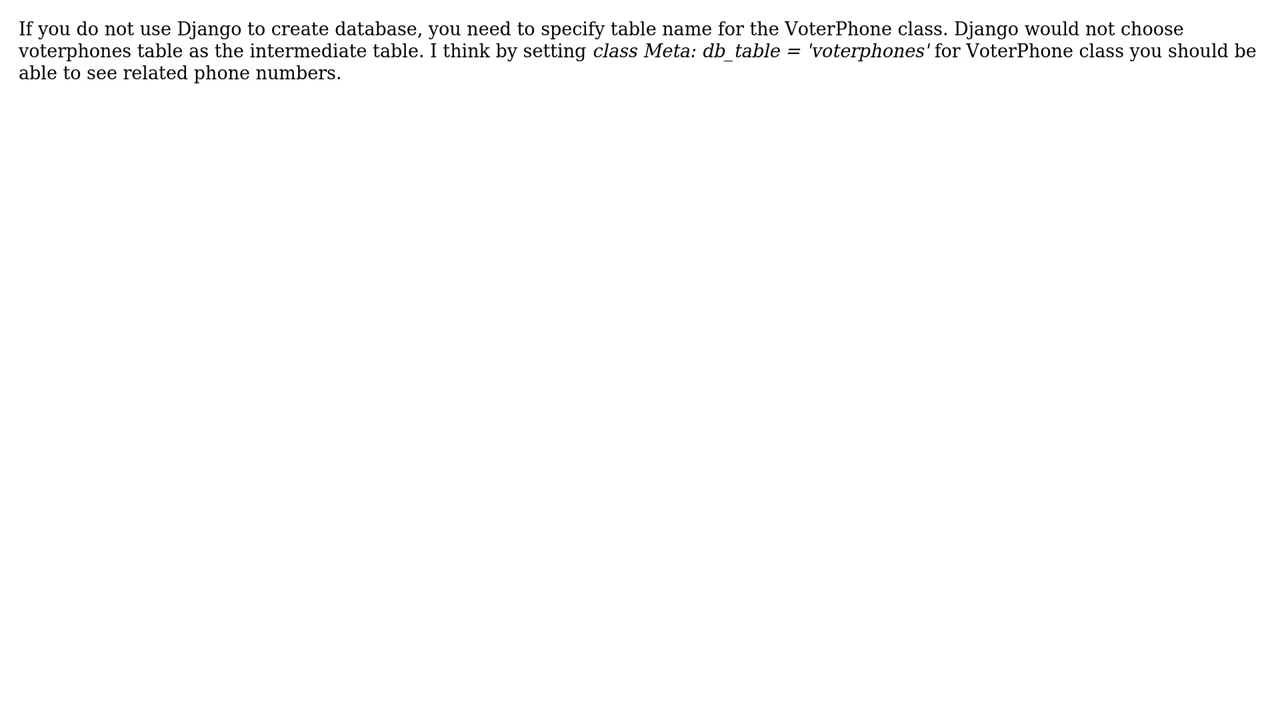 If you do not use Django to create database, you need to specify table name for the VoterPhone class. Django would not choose
voterphones table as the intermediate table. I think by setting class Meta: db_table = 'voterphones' for VoterPhone class you should be
able to see related phone numbers.